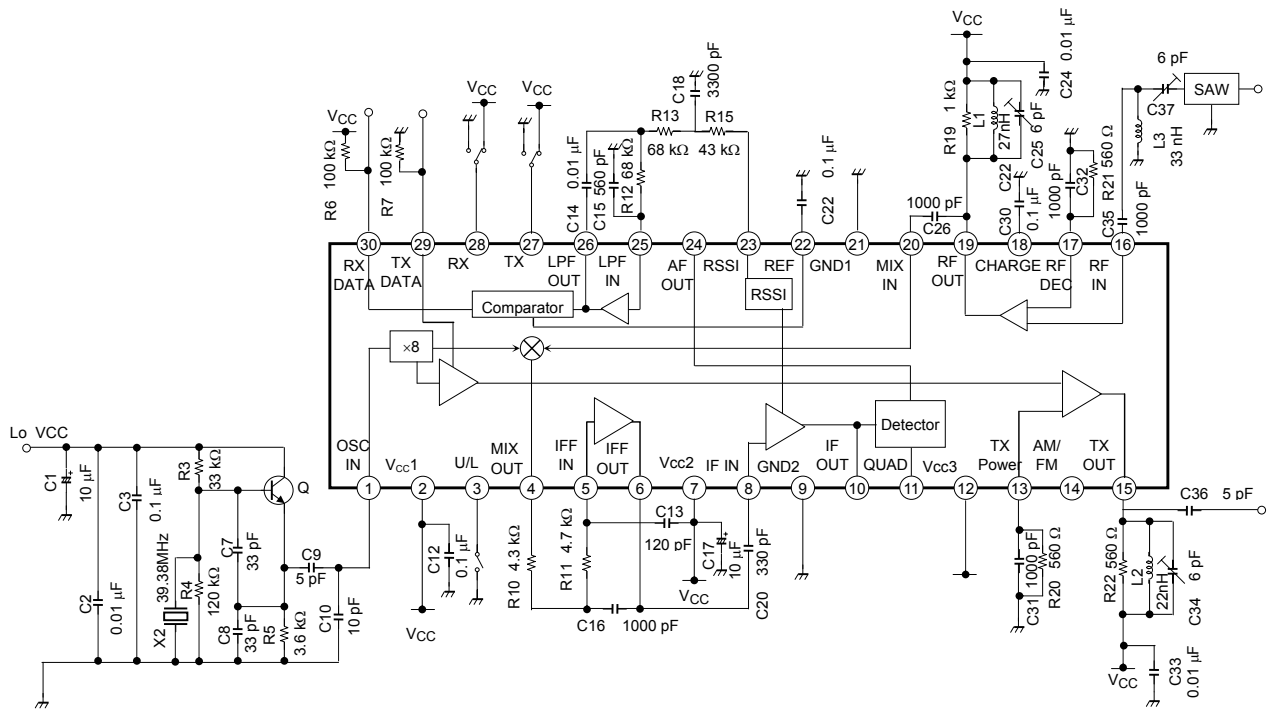 VCC
C24 0.01 µF
6 pF
SAW
C37
L3
33 nH
C18
3300 pF
R19 1 kΩ
L1
27nH
C25 6 pF
VCC
VCC
VCC
R6 100 kΩ
R7 100 kΩ
R13
68 kΩ
R15
43 kΩ
C14 0.01 µF
C15 560 pF
R12 68 kΩ
C22 0.1 µF
1000 pF
C26
C22
C30
0.1 µF
1000 pF
C32
R21 560 Ω
C35
1000 pF
30 29 28 27 26 25 24 23 22 21 20 19 18 17 16
RX DATA
TX DATA
RX
TX
LPF OUT
LPF IN
AF OUT
RSSI
REF
GND1
MIX IN
RF OUT
CHARGE
RF DEC
RF IN
RSSI
Comparator
×8
Detector
OSC IN
VCC1
U/L
MIX OUT
IFF IN
IFF OUT
Vcc2
IF IN
GND2
IF OUT
QUAD
Vcc3
TX Power
AM/FM
TX OUT
1 2 3 4 5 6 7 8 9 10 11 12 13 14 15
Lo VCC
C1
10 µF
C3
0.1 µF
C2
0.01 µF
R3
33 kΩ
Q
39.38MHz
X2
R4
120 kΩ
C7
33 pF
C8
33 pF
R5
3.6 kΩ
C9
5 pF
C10
10 pF
C12
0.1 µF
VCC
R10 4.3 kΩ
R11 4.7 kΩ
C13
120 pF
C17
10 µF
VCC
C16
1000 pF
330 pF
C20
C31 1000 pF
R20 560 Ω
C36 5 pF
R22 560 Ω
L2
22nH
6 pF
C34
VCC
C33
0.01 µF